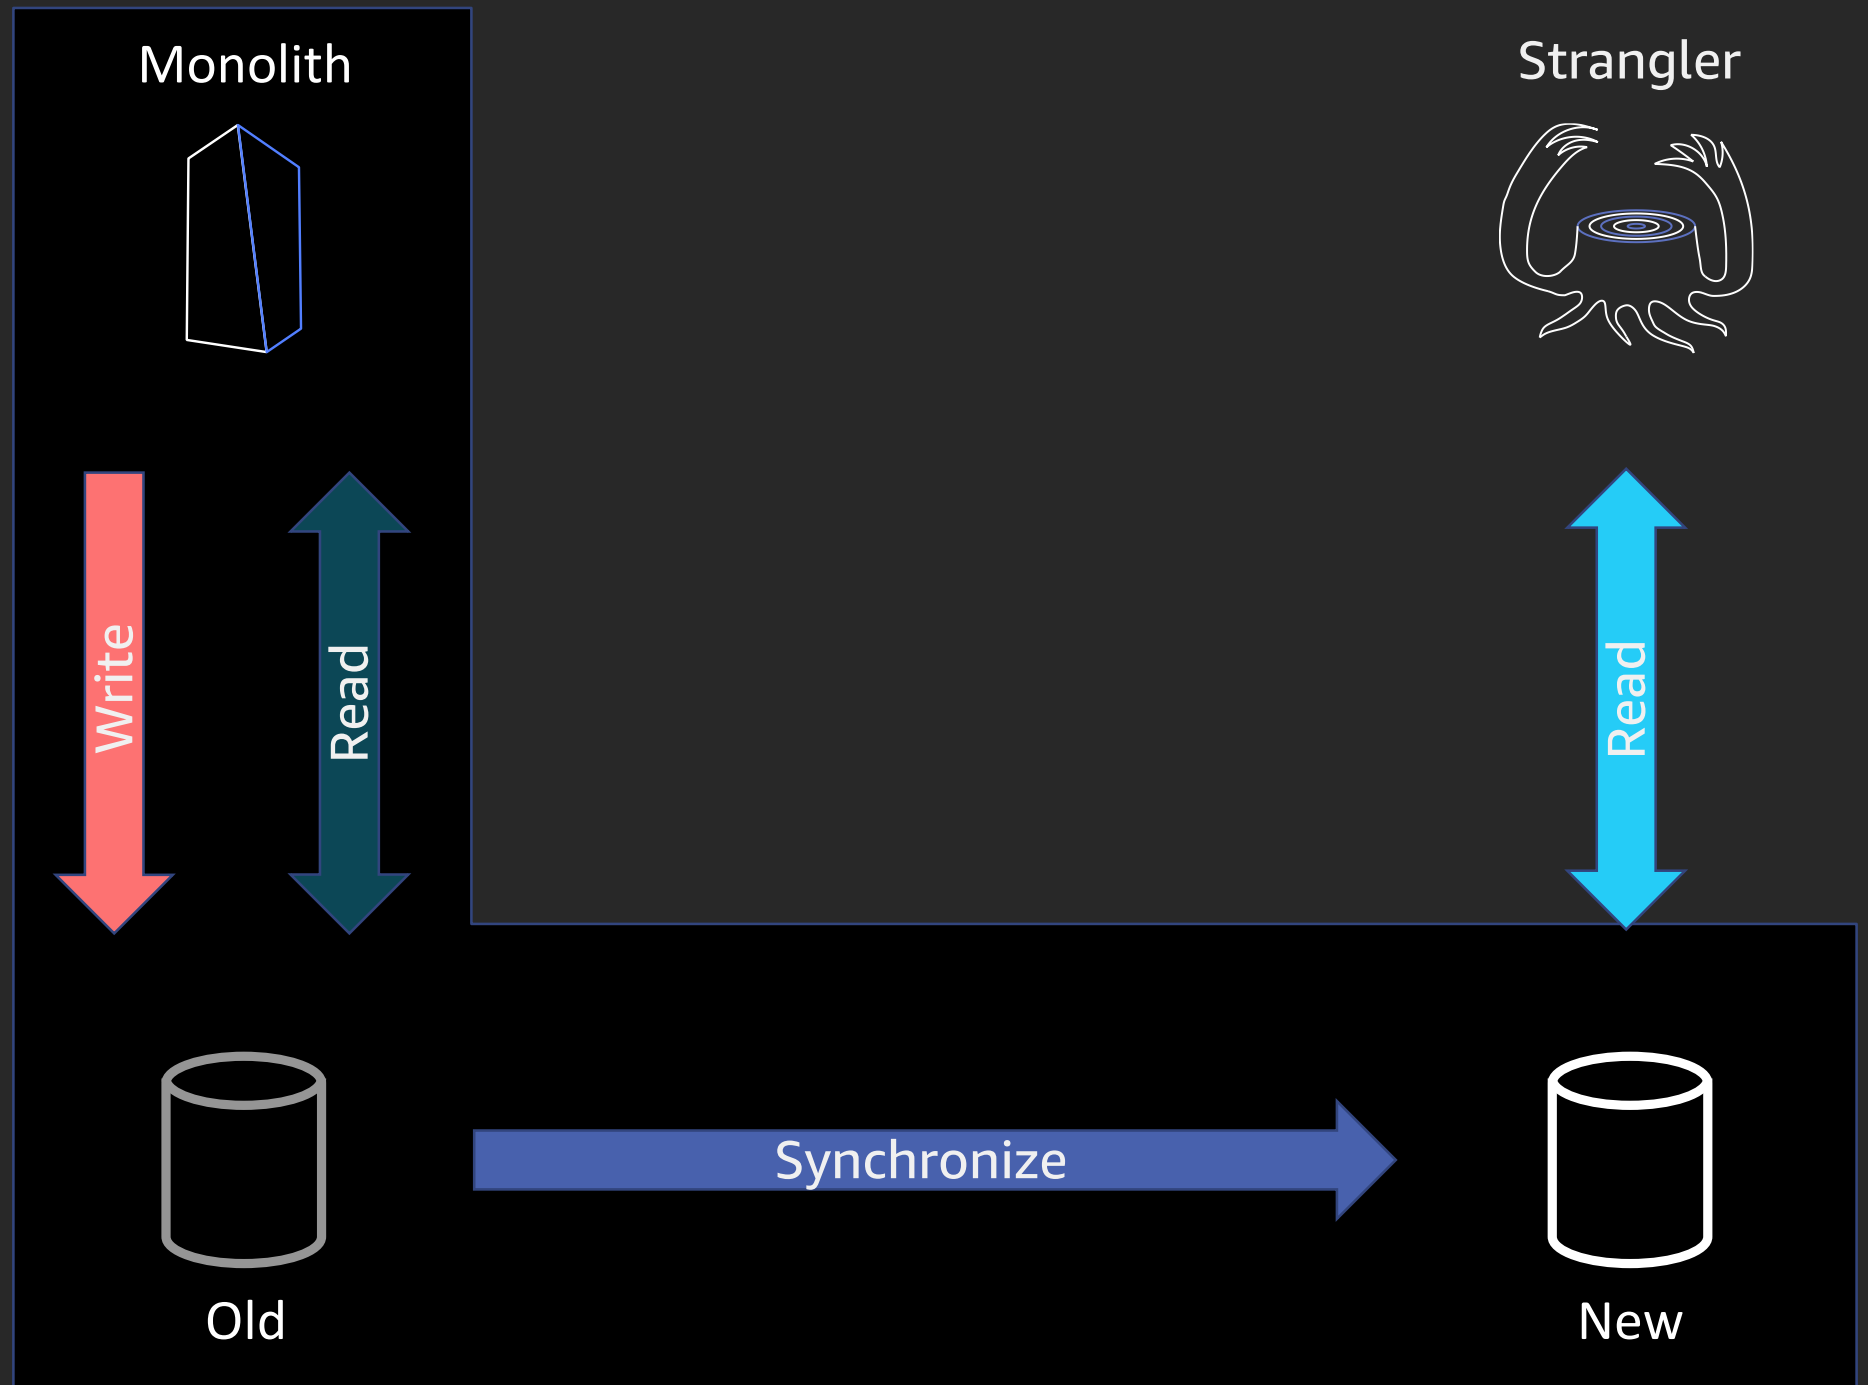 Monolith
Strangler
Write
Read
Read
Synchronize
Old
New